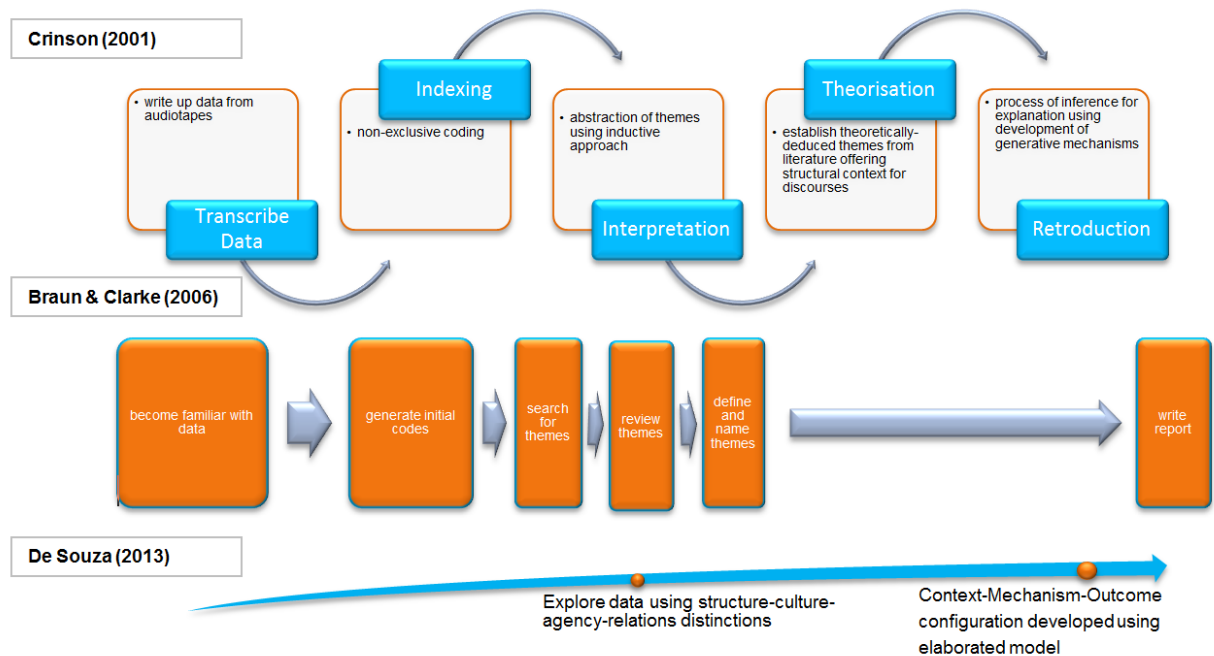 Crinson (2001)
• write up data from
audiotapes
Transcribe
Data
Indexing
• non-exclusive coding
• abstraction of themes
using inductive
approach
Interpretation
Theorisation
• establish theoretically-
deduced themes from
literature offering
structural context for
discourses
• process of inference for
explanation using
development of
generative mechanisms
Retroduction
Braun & Clarke (2006)
become familiar with
data
generate initial
codes
search
for
themes
review
themes
define
and
name
themes
write
report
De Souza (2013)
Explore data using structure-culture-
agency-relations distinctions
Context-Mechanism-Outcome
configuration developed using
elaborated model